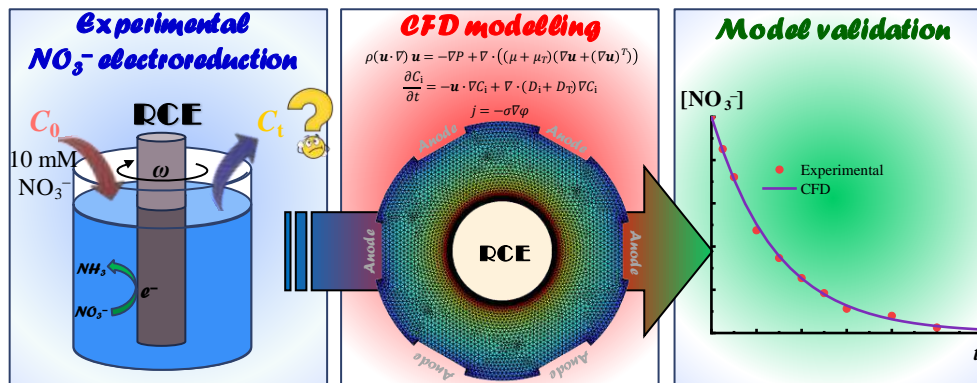 Experimental
NO₃⁻ electroreduction
RCE
C₀
Cₜ
10 mM
NO₃⁻
ω
NH₃
NO₃⁻
e⁻
CFD modelling
ρ(u·∇) u = −∇P + ∇·((μ + μ_T)(∇u + (∇u)ᵀ))
∂Cᵢ/∂t = −u·∇Cᵢ + ∇·(Dᵢ + D_T)∇Cᵢ
j = −σ∇φ
Anode
Anode
Anode
RCE
Anode
Anode
Anode
Model validation
[NO₃⁻]
Experimental
CFD
t